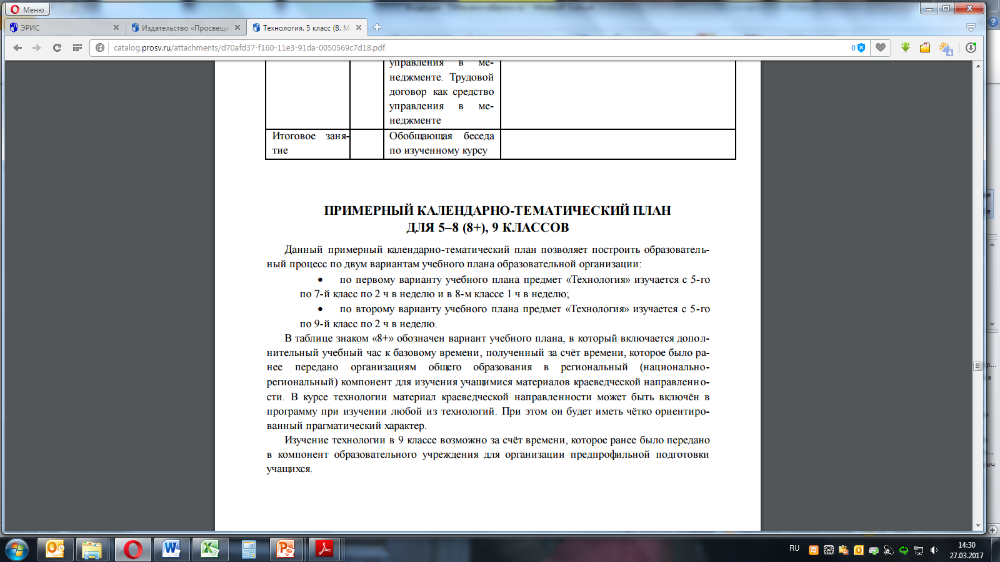 Меню
ЭРИС
Издательство «Просвеще
Технология. 5 класс (В. М.
catalog.prosv.ru/attachments/d70afd37-f160-11e3-91da-0050569c7d18.pdf
0
4
управления в ме-
неджменте. Трудовой
договор как средство
управления в ме-
неджменте
Итоговое заня-
тие
Обобщающая беседа
по изученному курсу
ПРИМЕРНЫЙ КАЛЕНДАРНО-ТЕМАТИЧЕСКИЙ ПЛАН
ДЛЯ 5–8 (8+), 9 КЛАССОВ
Данный примерный календарно-тематический план позволяет построить образователь-
ный процесс по двум вариантам учебного плана образовательной организации:
• по первому варианту учебного плана предмет «Технология» изучается с 5-го
по 7-й класс по 2 ч в неделю и в 8-м классе 1 ч в неделю;
• по второму варианту учебного плана предмет «Технология» изучается с 5-го
по 9-й класс по 2 ч в неделю.
В таблице знаком «8+» обозначен вариант учебного плана, в который включается допол-
нительный учебный час к базовому времени, полученный за счёт времени, которое было ра-
нее передано организациям общего образования в региональный (национально-
региональный) компонент для изучения учащимися материалов краеведческой направленно-
сти. В курсе технологии материал краеведческой направленности может быть включён в
программу при изучении любой из технологий. При этом он будет иметь чётко ориентиро-
ванный прагматический характер.
Изучение технологии в 9 классе возможно за счёт времени, которое ранее было передано
в компонент образовательного учреждения для организации предпрофильной подготовки
учащихся.
RU
14:30
27.03.2017